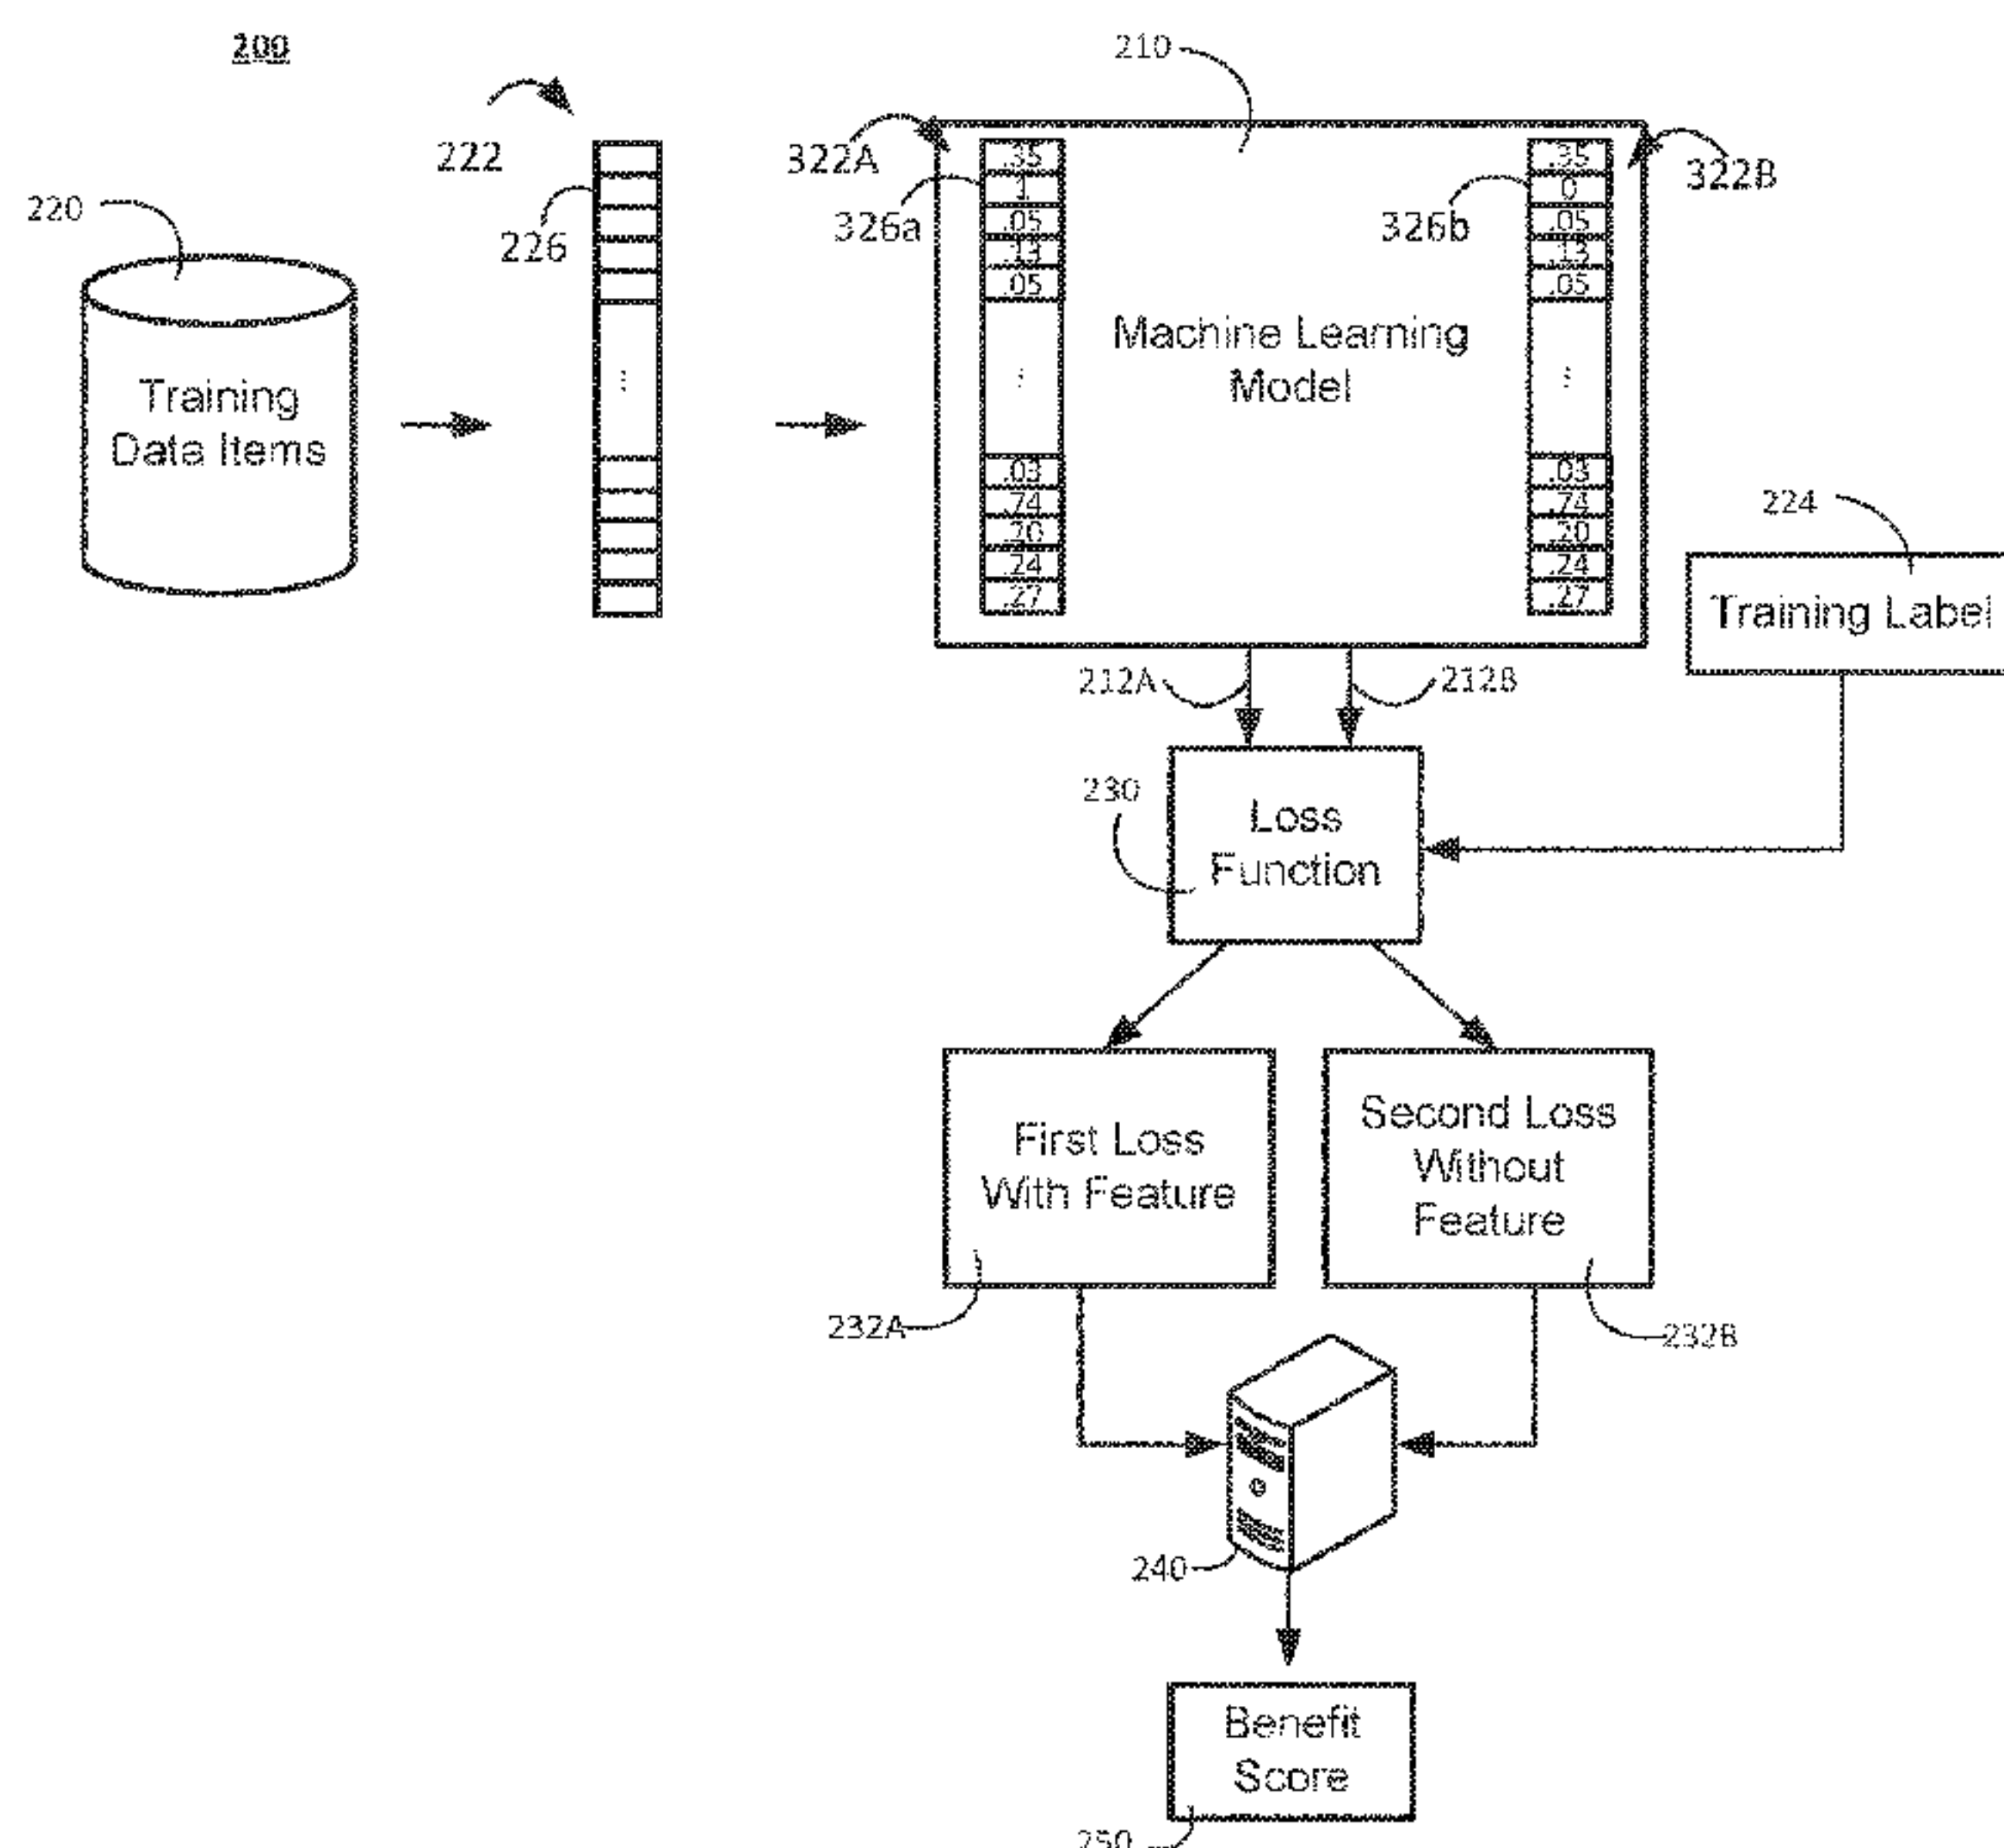 200
210
222
322A
322B
220
226
326a
326b
.35
1
.05
.13
.05
⋮
.03
.74
.20
.24
.27
.35
0
.05
.13
.05
⋮
.03
.74
.20
.24
.27
⋮
Machine Learning
Model
Training
Data Items
224
Training Label
212A
212B
230
Loss
Function
First Loss
With Feature
Second Loss
Without
Feature
232A
232B
240
Benefit
Score
250